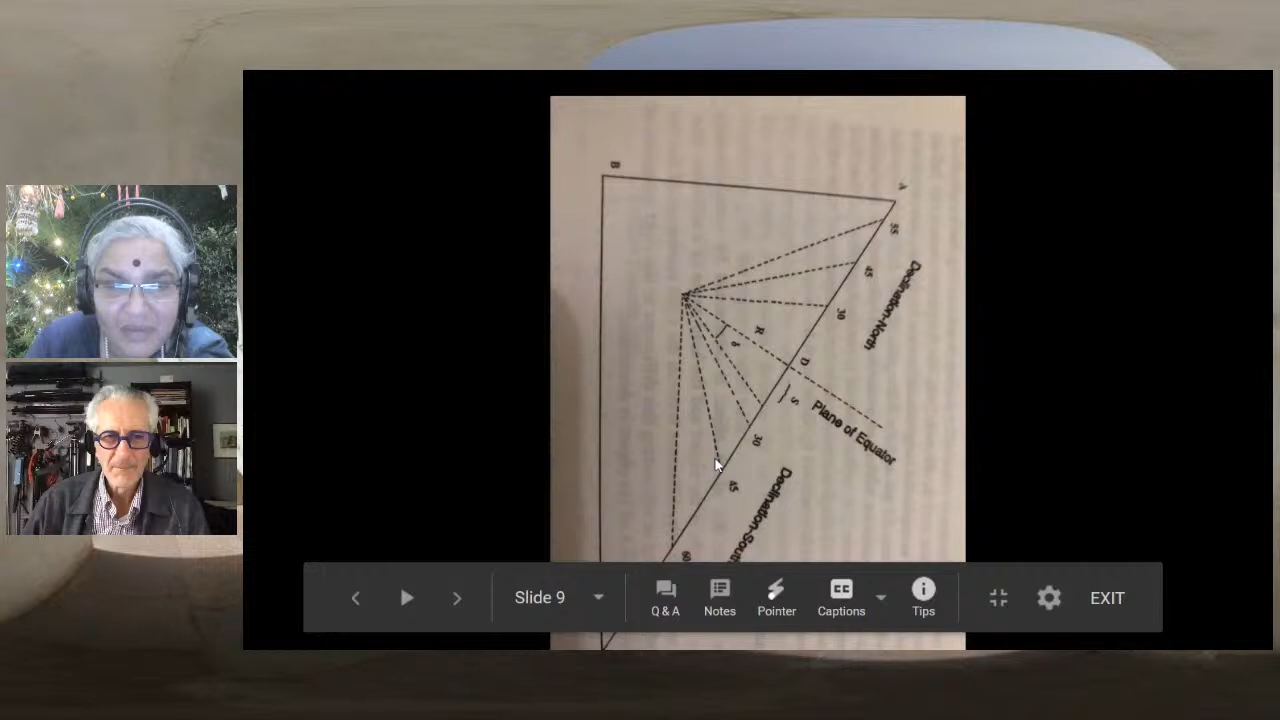 B
A
55
Declination-North
45
30
R
δ
D
S
Plane of Equator
30
45
Declination-South
60
Slide 9
Q & A
Notes
Pointer
Captions
Tips
EXIT